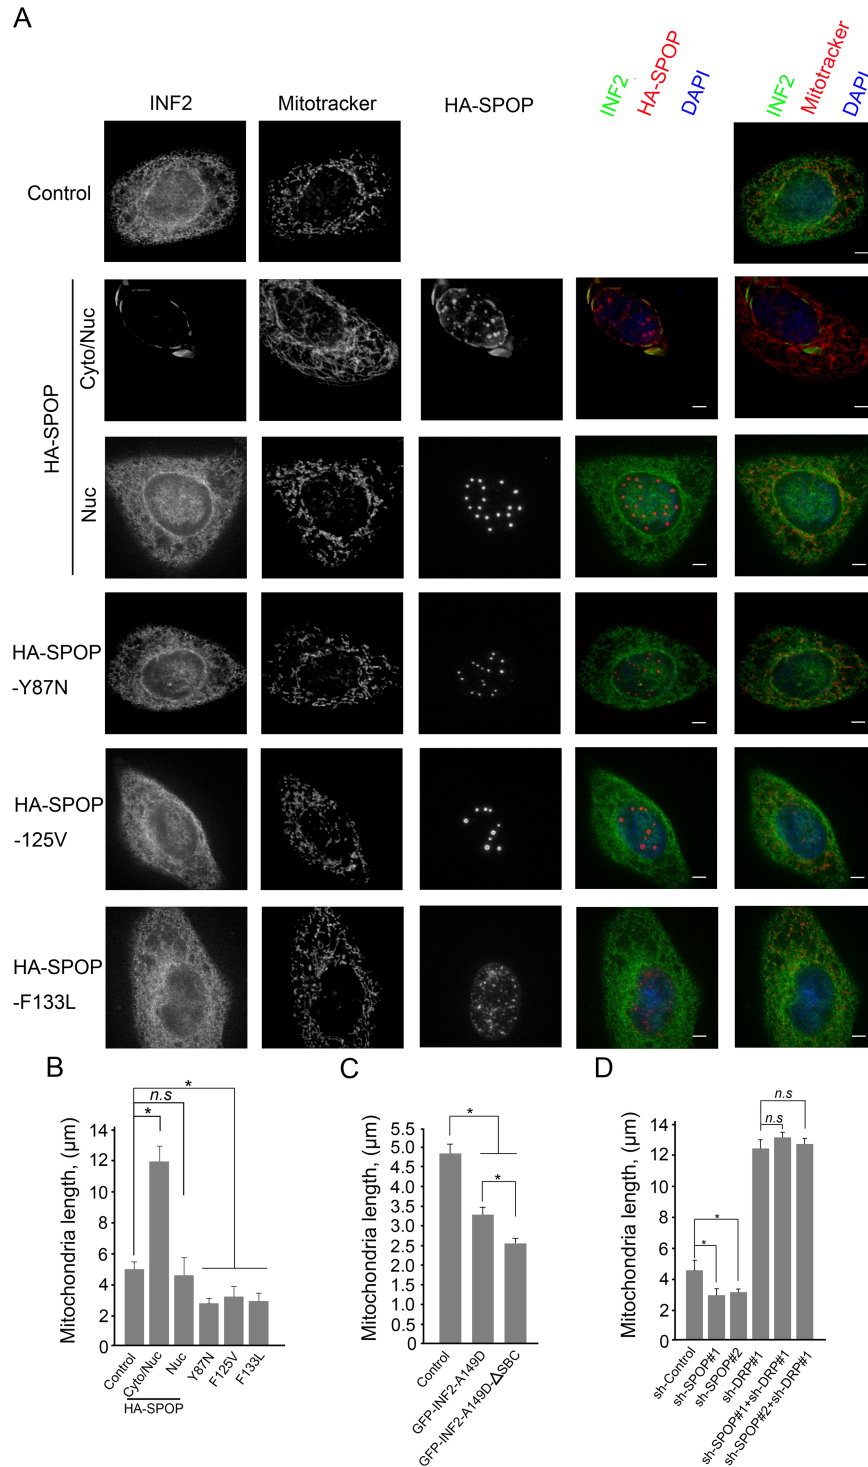 A
INF2
Mitotracker
HA-SPOP
INF2
HA-SPOP
DAPI
INF2
Mitotracker
DAPI
Control
HA-SPOP
Cyto/Nuc
Nuc
HA-SPOP
-Y87N
HA-SPOP
-125V
HA-SPOP
-F133L
B
Mitochondria length, (μm)
14
12
10
8
6
4
2
0
*
n.s
*
Control
Cyto/Nuc
Nuc
Y87N
F125V
F133L
HA-SPOP
C
Mitochondria length, (μm)
5.5
5.0
4.5
4.0
3.5
3.0
2.5
2.0
1.5
1.0
0.5
0
*
*
Control
GFP-INF2-A149D
GFP-INF2-A149DΔSBC
D
Mitochondria length, (μm)
14
12
10
8
6
4
2
0
n.s
n.s
*
*
sh-Control
sh-SPOP#1
sh-SPOP#2
sh-DRP#1
sh-SPOP#1+sh-DRP#1
sh-SPOP#2+sh-DRP#1